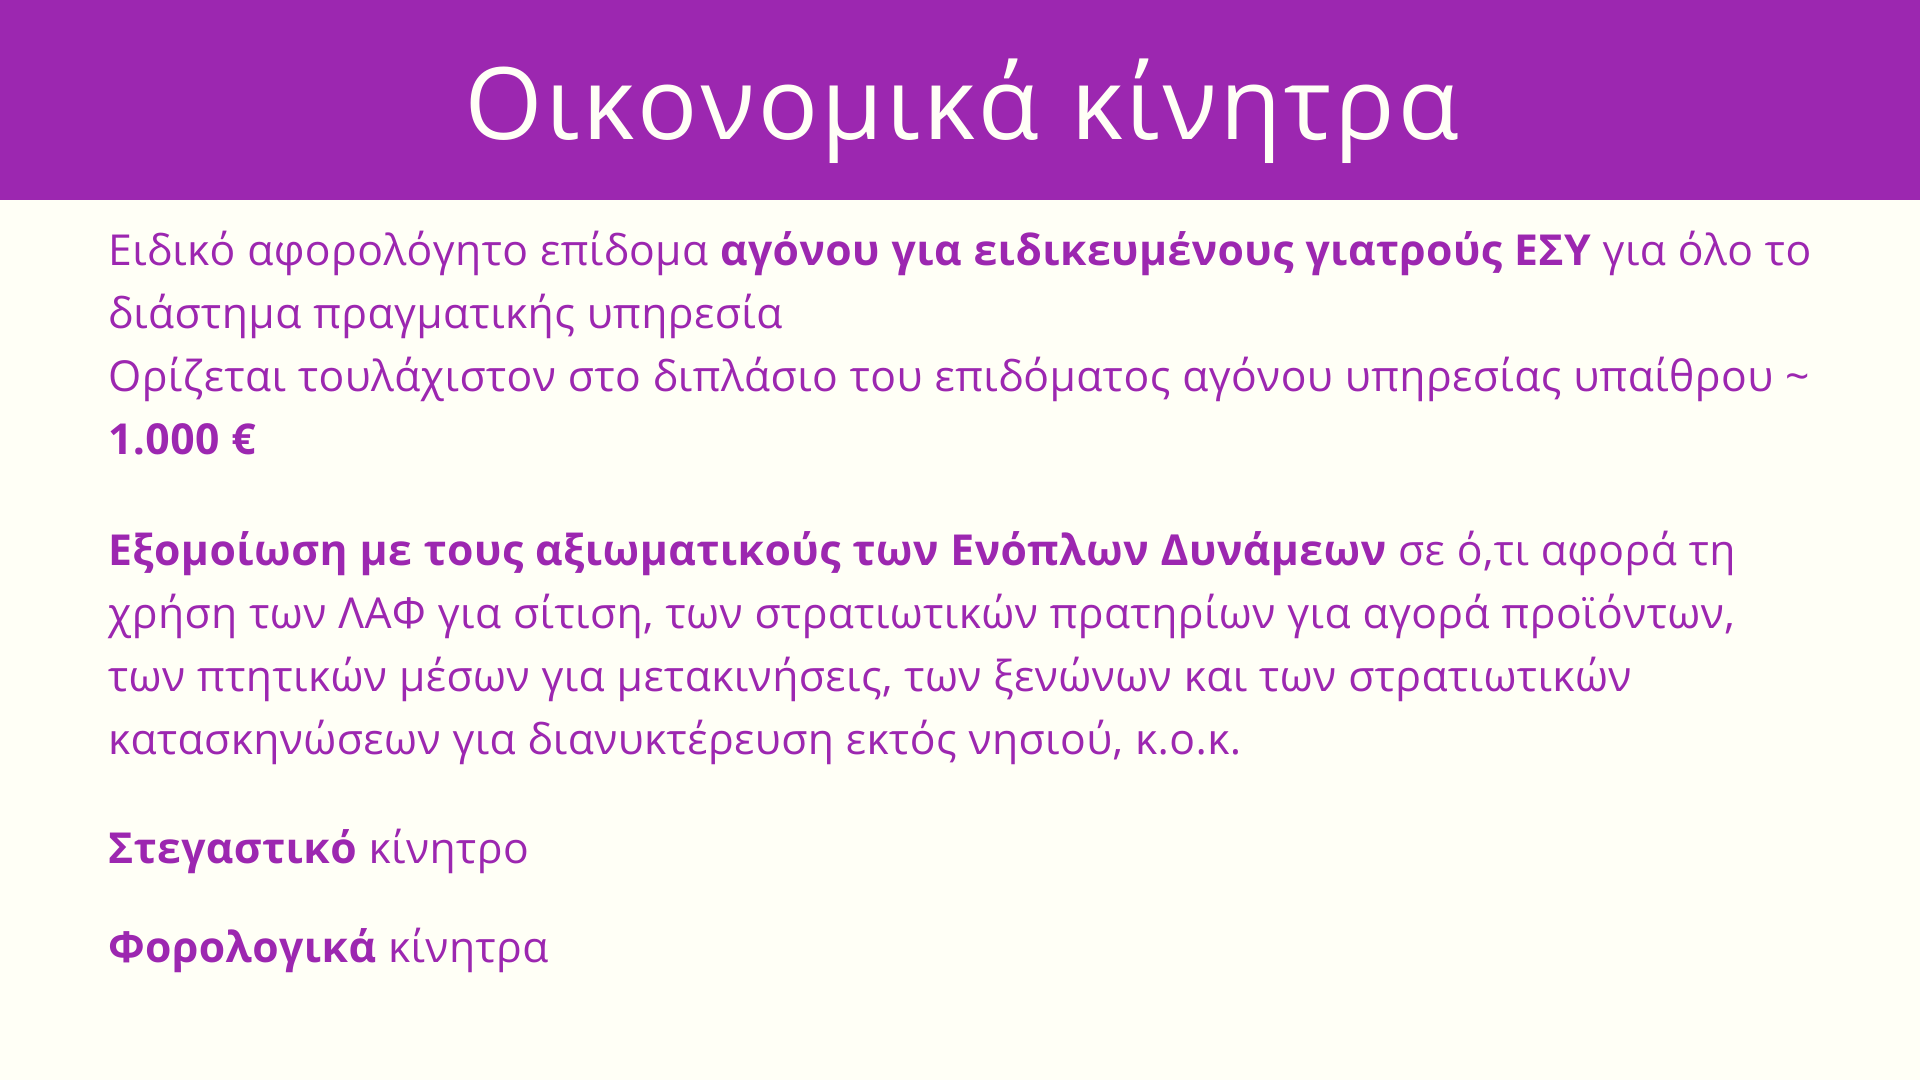 Οικονομικά κίνητρα
Ειδικό αφορολόγητο επίδομα αγόνου για ειδικευμένους γιατρούς ΕΣΥ για όλο το
διάστημα πραγματικής υπηρεσία
Ορίζεται τουλάχιστον στο διπλάσιο του επιδόματος αγόνου υπηρεσίας υπαίθρου ~
1.000 €
Εξομοίωση με τους αξιωματικούς των Ενόπλων Δυνάμεων σε ό,τι αφορά τη
χρήση των ΛΑΦ για σίτιση, των στρατιωτικών πρατηρίων για αγορά προϊόντων,
των πτητικών μέσων για μετακινήσεις, των ξενώνων και των στρατιωτικών
κατασκηνώσεων για διανυκτέρευση εκτός νησιού, κ.ο.κ.
Στεγαστικό κίνητρο
Φορολογικά κίνητρα